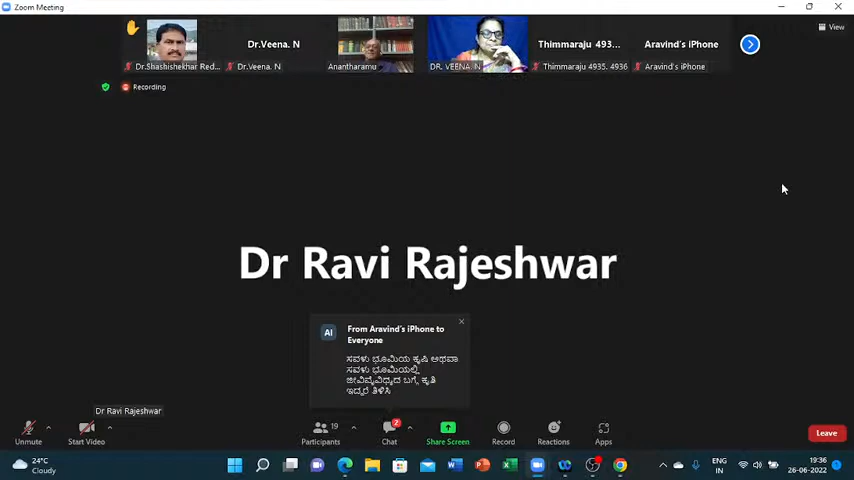 Zoom Meeting
View
Dr.Veena. N
Thimmaraju 493...
Aravind's iPhone
Dr.Shashishekhar Red...
Dr.Veena. N
Anantharamu
DR. VEENA. N
Thimmaraju 4935. 4936
Aravind's iPhone
Recording
Dr Ravi Rajeshwar
AI
From Aravind's iPhone to
Everyone
ಸವಳು ಭೂಮಿಯ ಕೃಷಿ ಅಥವಾ
ಸವಳು ಭೂಮಿಯಲ್ಲಿ
ಜೀವಿವೈವಿಧ್ಯದ ಬಗ್ಗೆ ಕೃತಿ
ಇದ್ದರೆ ತಿಳಿಸಿ
Dr Ravi Rajeshwar
Unmute
Start Video
19
Participants
2
Chat
Share Screen
Record
Reactions
Apps
Leave
24°C
Cloudy
ENG
IN
19:36
26-06-2022